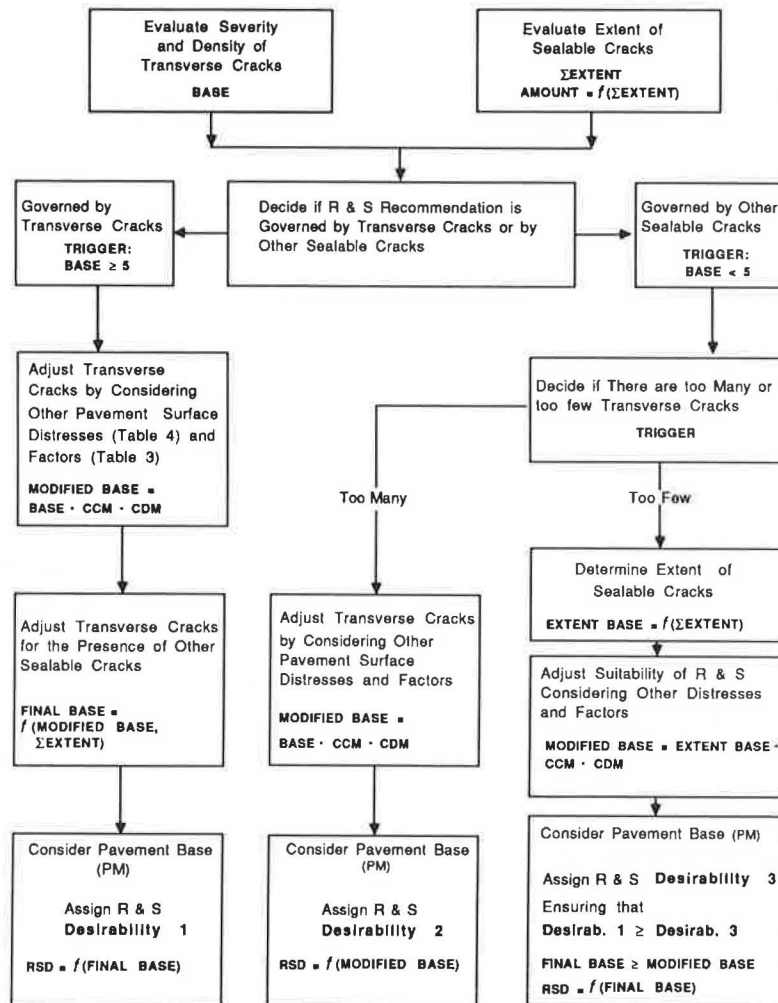 Evaluate Severity
and Density of
Transverse Cracks
BASE
Evaluate Extent of
Sealable Cracks
ΣEXTENT
AMOUNT = f(ΣEXTENT)
Governed by
Transverse Cracks
TRIGGER:
BASE ≥ 5
Decide if R & S Recommendation is
Governed by Transverse Cracks or by
Other Sealable Cracks
Governed by Other
Sealable Cracks
TRIGGER:
BASE < 5
Adjust Transverse
Cracks by Considering
Other Pavement Surface
Distresses (Table 4) and
Factors (Table 3)
MODIFIED BASE =
BASE · CCM · CDM
Decide if There are too Many or
too few Transverse Cracks
TRIGGER
Too Many
Too Few
Determine Extent of
Sealable Cracks
EXTENT BASE = f(ΣEXTENT)
Adjust Transverse Cracks
for the Presence of Other
Sealable Cracks
FINAL BASE =
f(MODIFIED BASE,
ΣEXTENT)
Adjust Transverse Cracks
by Considering Other
Pavement Surface
Distresses and Factors
MODIFIED BASE =
BASE · CCM · CDM
Adjust Suitability of R & S
Considering Other Distresses
and Factors
MODIFIED BASE = EXTENT BASE ·
CCM · CDM
Consider Pavement Base
(PM)
Assign R & S
Desirability 1
RSD = f(FINAL BASE)
Consider Pavement Base
(PM)
Assign R & S
Desirability 2
RSD = f(MODIFIED BASE)
Consider Pavement Base (PM)
Assign R & S Desirability 3
Ensuring that
Desirab. 1 ≥ Desirab. 3
FINAL BASE ≥ MODIFIED BASE
RSD = f(FINAL BASE)